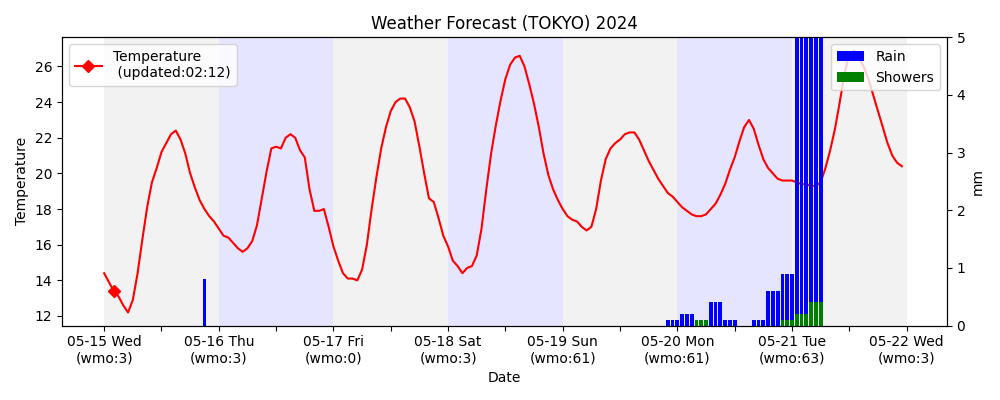 Weather Forecast (TOKYO) 2024
Temperature
(updated:02:12)
Rain
Showers
Temperature
26
24
22
20
18
16
14
12
5
4
3
2
1
0
mm
05-15 Wed
(wmo:3)
05-16 Thu
(wmo:3)
05-17 Fri
(wmo:0)
05-18 Sat
(wmo:3)
05-19 Sun
(wmo:61)
05-20 Mon
(wmo:61)
05-21 Tue
(wmo:63)
05-22 Wed
(wmo:3)
Date